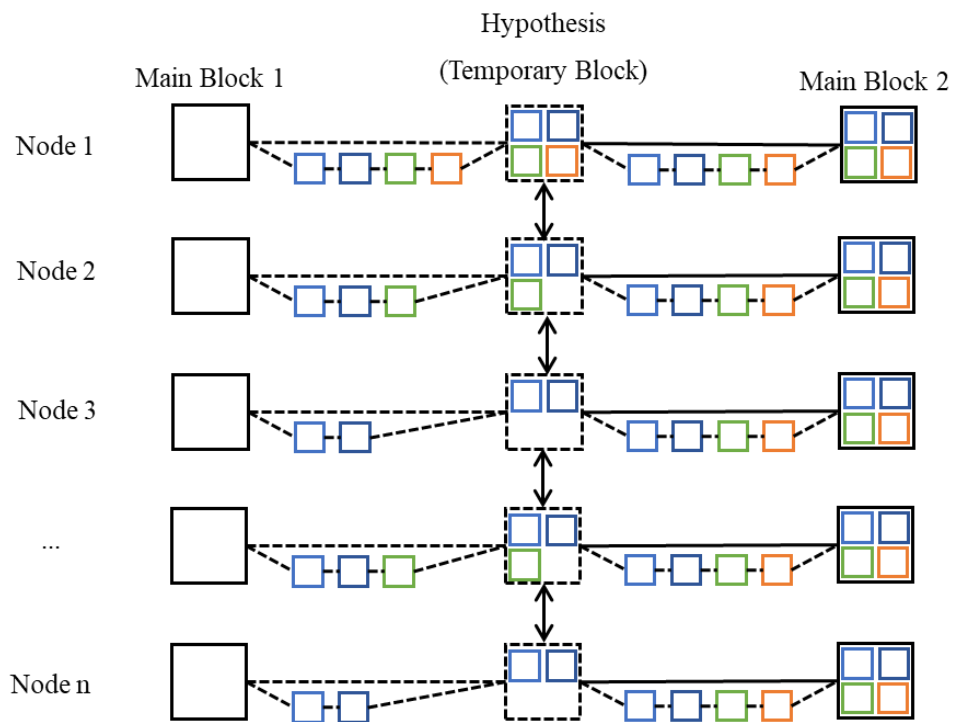 Hypothesis
(Temporary Block)
Main Block 1
Main Block 2
Node 1
Node 2
Node 3
...
Node n